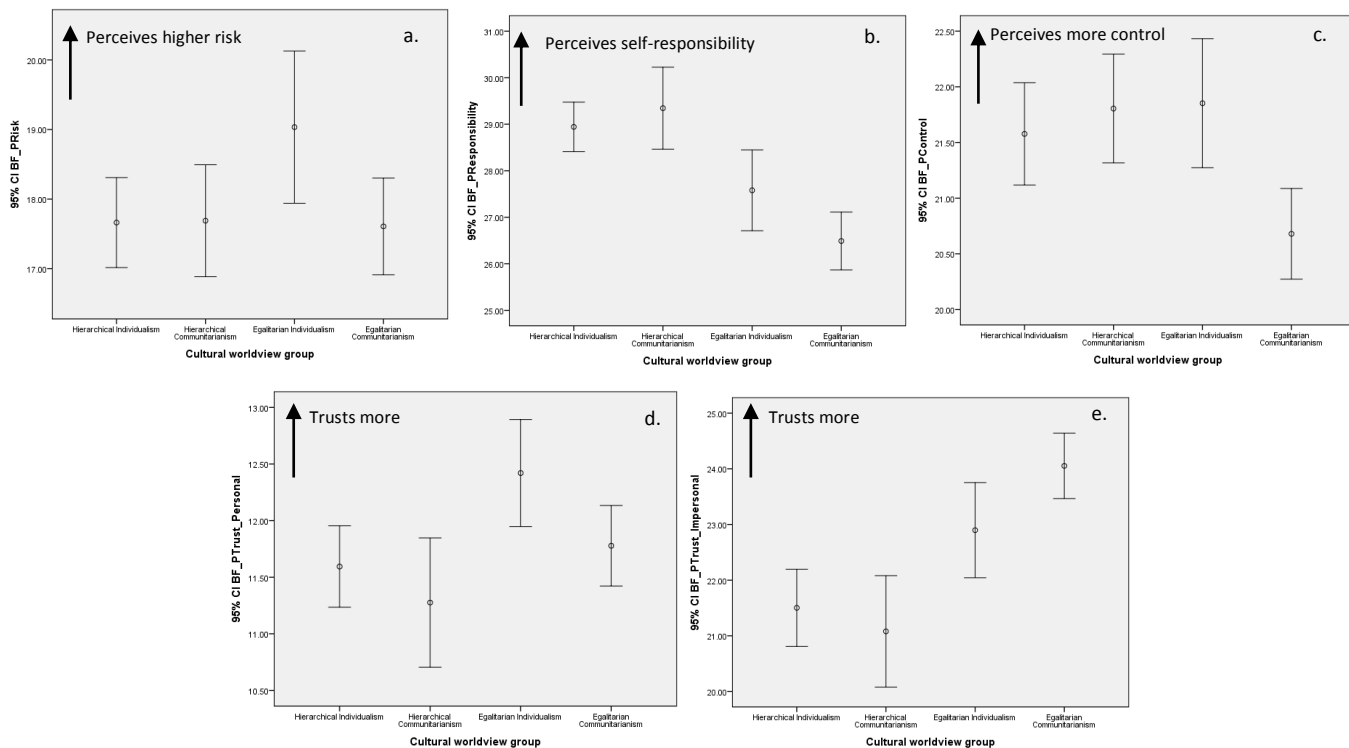 Perceives higher risk
a.
20.00
19.00
18.00
17.00
95% CI BF_PRisk
Hierarchical Individualism
Hierarchical
Communitarianism
Egalitarian Individualism
Egalitarian
Communitarianism
Cultural worldview group
Perceives self-responsibility
b.
31.00
30.00
29.00
28.00
27.00
26.00
25.00
95% CI BF_PResponsibility
Hierarchical Individualism
Hierarchical
Communitarianism
Egalitarian Individualism
Egalitarian
Communitarianism
Cultural worldview group
Perceives more control
c.
22.50
22.00
21.50
21.00
20.50
20.00
95% CI BF_PControl
Hierarchical Individualism
Hierarchical
Communitarianism
Egalitarian Individualism
Egalitarian
Communitarianism
Cultural worldview group
Trusts more
d.
13.00
12.50
12.00
11.50
11.00
10.50
95% CI BF_PTrust_Personal
Hierarchical Individualism
Hierarchical
Communitarianism
Egalitarian Individualism
Egalitarian
Communitarianism
Cultural worldview group
Trusts more
e.
25.00
24.00
23.00
22.00
21.00
20.00
95% CI BF_PTrust_Impersonal
Hierarchical Individualism
Hierarchical
Communitarianism
Egalitarian Individualism
Egalitarian
Communitarianism
Cultural worldview group